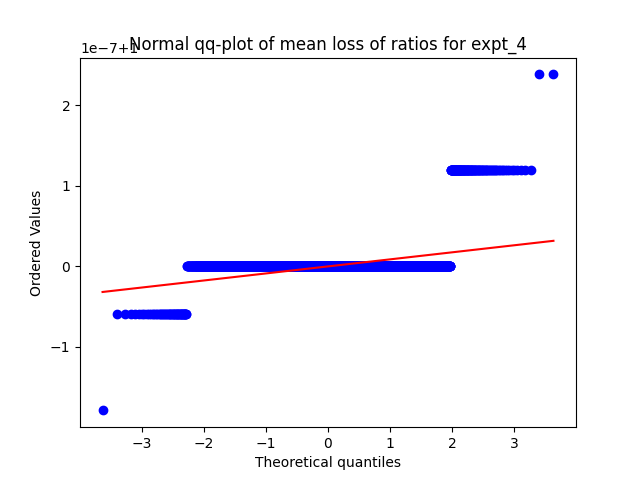 Normal qq-plot of mean loss of ratios for expt_4
1e−7+1
2
1
0
−1
Ordered Values
−3
−2
−1
0
1
2
3
Theoretical quantiles